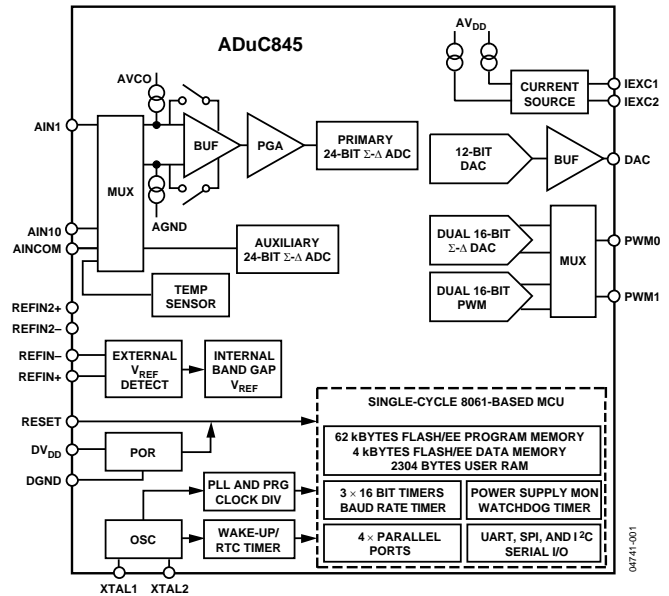 ADuC845
AVDD
AVCO
IEXC1
CURRENT
SOURCE
IEXC2
AIN1
BUF
PGA
PRIMARY
24-BIT Σ-Δ ADC
12-BIT
DAC
BUF
DAC
MUX
AGND
AIN10
AINCOM
AUXILIARY
24-BIT Σ-Δ ADC
DUAL 16-BIT
Σ-Δ DAC
MUX
PWM0
TEMP
SENSOR
DUAL 16-BIT
PWM
PWM1
REFIN2+
REFIN2–
REFIN–
REFIN+
EXTERNAL
VREF
DETECT
INTERNAL
BAND GAP
VREF
RESET
SINGLE-CYCLE 8061-BASED MCU
DVDD
POR
DGND
62 kBYTES FLASH/EE PROGRAM MEMORY
4 kBYTES FLASH/EE DATA MEMORY
2304 BYTES USER RAM
PLL AND PRG
CLOCK DIV
3 × 16 BIT TIMERS
BAUD RATE TIMER
POWER SUPPLY MON
WATCHDOG TIMER
OSC
WAKE-UP/
RTC TIMER
4 × PARALLEL
PORTS
UART, SPI, AND I2C
SERIAL I/O
XTAL1
XTAL2
04741-001